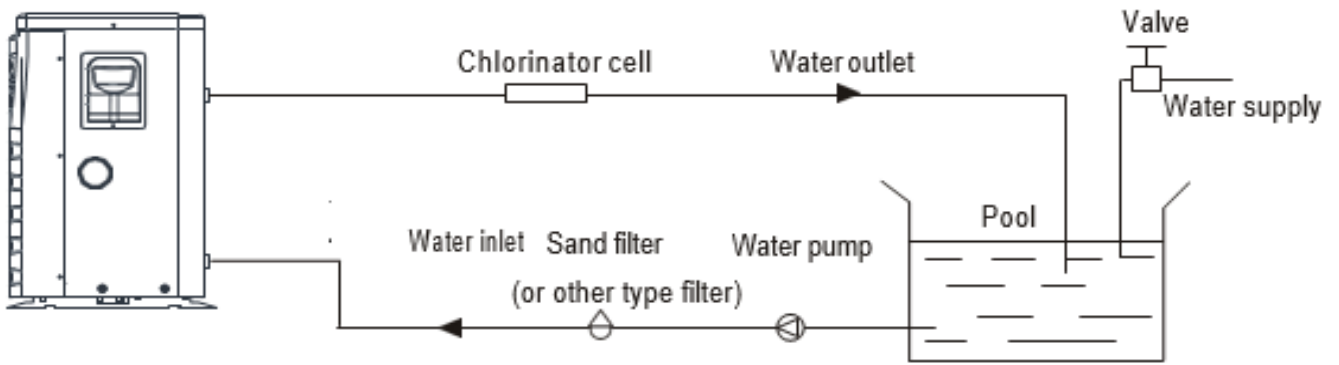 Valve
Chlorinator cell
Water outlet
Water supply
Pool
Water inlet
Sand filter
Water pump
(or other type filter)